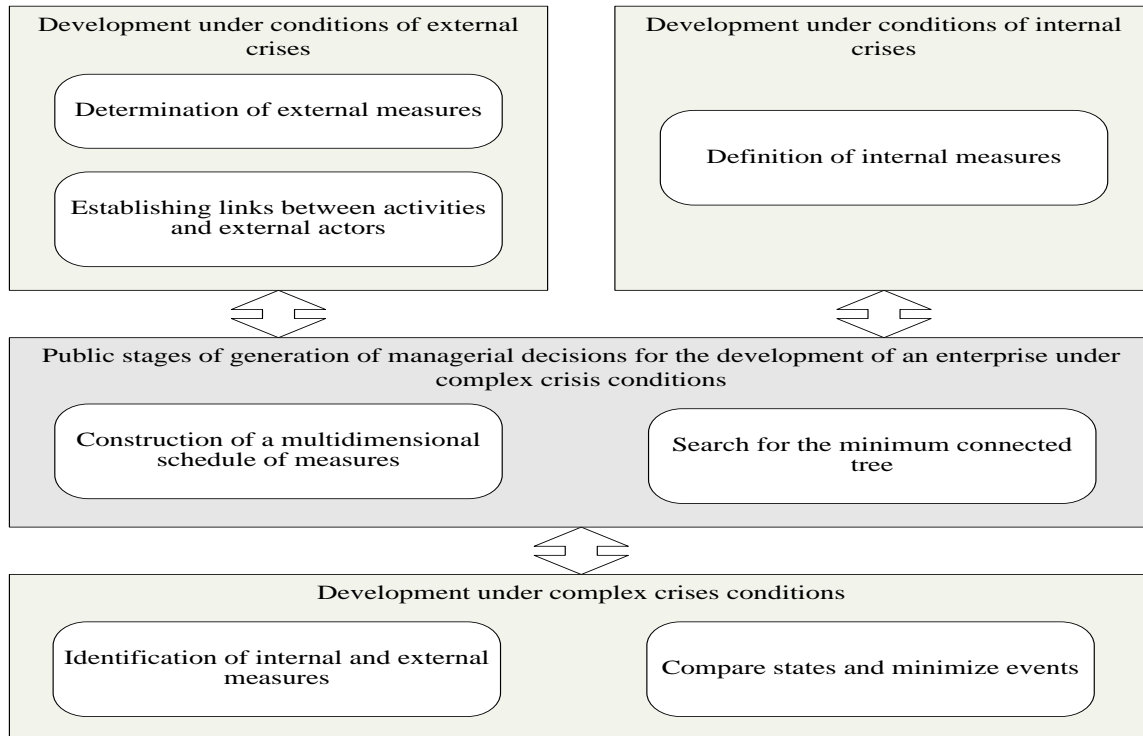 Development under conditions of external
crises
Determination of external measures
Establishing links between activities
and external actors
Development under conditions of internal
crises
Definition of internal measures
Public stages of generation of managerial decisions for the development of an enterprise under
complex crisis conditions
Construction of a multidimensional
schedule of measures
Search for the minimum connected
tree
Development under complex crises conditions
Identification of internal and external
measures
Compare states and minimize events